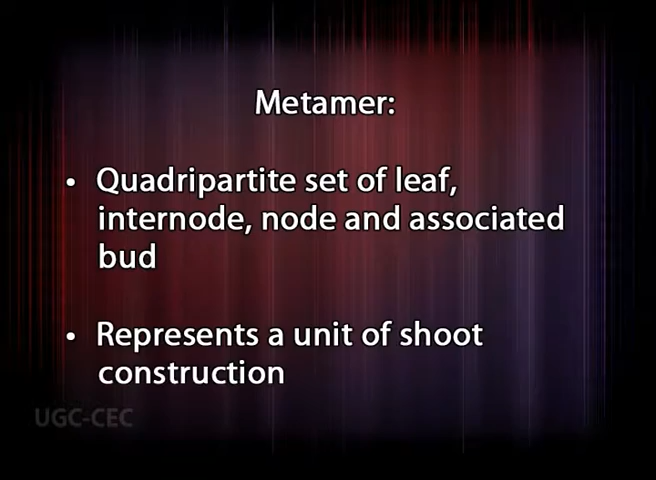 Metamer:
• Quadripartite set of leaf,
internode, node and associated
bud
• Represents a unit of shoot
construction
UGC-CEC